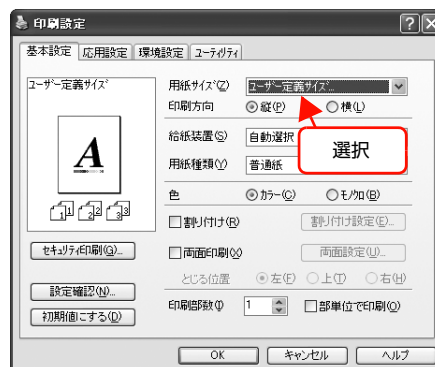 印刷設定
基本設定 応用設定 環境設定 ユーティリティ
ユーザー定義サイズ 用紙サイズ(Z) ユーザー定義サイズ...
印刷方向 縦(P) 横(L)
給紙装置(S) 自動選択
選択
用紙種類(Y) 普通紙
A
色 カラー(C) モノクロ(B)
1 1 2 2 3 3
割り付け(R) 割り付け設定(E)...
セキュリティ印刷(G)... 両面印刷(X) 両面設定(U)...
とじる位置 左(F) 上(T) 右(H)
設定確認(N)...
印刷部数(I) 1 部単位で印刷(O)
初期値にする(D)
OK キャンセル ヘルプ